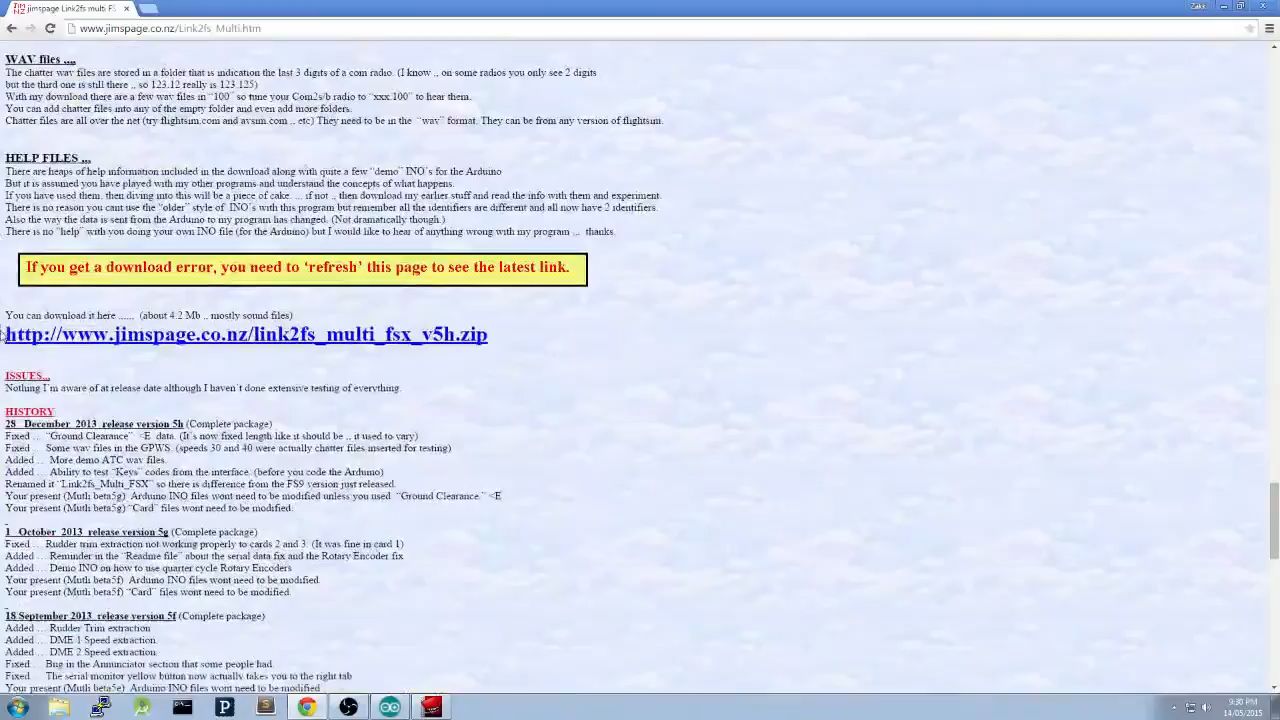 jimspage Link2fs multi FS
Zake
www.jimspage.co.nz/Link2fs_Multi.htm
WAV files ,,,,
The chatter wav files are stored in a folder that is indication the last 3 digits of a com radio. (I know .. on some radios you only see 2 digits
but the third one is still there .. so 123.12 really is 123.125)
With my download there are a few wav files in “100” so tune your Com2s/b radio to “xxx.100” to hear them.
You can add chatter files into any of the empty folder and even add more folders.
Chatter files are all over the net (try flightsim.com and avsim.com .. etc) They need to be in the “wav” format. They can be from any version of flightsim.
HELP FILES ,,,
There are heaps of help information included in the download along with quite a few “demo” INO’s for the Arduino
But it is assumed you have played with my other programs and understand the concepts of what happens.
If you have used them, then diving into this will be a piece of cake. ... if not ., then download my earlier stuff and read the info with them and experiment.
There is no reason you cant use the “older” style of INO’s with this program but remember all the identifiers are different and all now have 2 identifiers.
Also the way the data is sent from the Arduino to my program has changed. (Not dramatically though.)
There is no “help” with you doing your own INO file (for the Arduino) but I would like to hear of anything wrong with my program ... thanks.
If you get a download error, you need to ‘refresh’ this page to see the latest link.
You can download it here ...... (about 4.2 Mb .. mostly sound files)
http://www.jimspage.co.nz/link2fs_multi_fsx_v5h.zip
ISSUES...
Nothing I’m aware of at release date although I haven’t done extensive testing of everything.
HISTORY
28 December 2013 release version 5h (Complete package)
Fixed ... “Ground Clearance” <E data. (It’s now fixed length like it should be .. it used to vary)
Fixed ... Some wav files in the GPWS. (speeds 30 and 40 were actually chatter files inserted for testing)
Added ... More demo ATC wav files.
Added ... Ability to test “Keys” codes from the interface. (before you code the Arduino)
Renamed it “Link2fs_Multi_FSX” so there is difference from the FS9 version just released.
Your present (Mutli beta5g) Arduino INO files wont need to be modified unless you used “Ground Clearance.” <E
Your present (Mutli beta5g) “Card” files wont need to be modified.
1 October 2013 release version 5g (Complete package)
Fixed ... Rudder trim extraction not working properly to cards 2 and 3. (It was fine in card 1)
Added ... Reminder in the “Readme file” about the serial data fix and the Rotary Encoder fix
Added ... Demo INO on how to use quarter cycle Rotary Encoders
Your present (Mutli beta5f) Arduino INO files wont need to be modified.
Your present (Mutli beta5f) “Card” files wont need to be modified.
18 September 2013 release version 5f (Complete package)
Added ... Rudder Trim extraction
Added ... DME 1 Speed extraction.
Added ... DME 2 Speed extraction.
Fixed ... Bug in the Annunciator section that some people had.
Fixed ... The serial monitor yellow button now actually takes you to the right tab
Your present (Mutli beta5e) Arduino INO files wont need to be modified
9:30 PM
14/05/2015